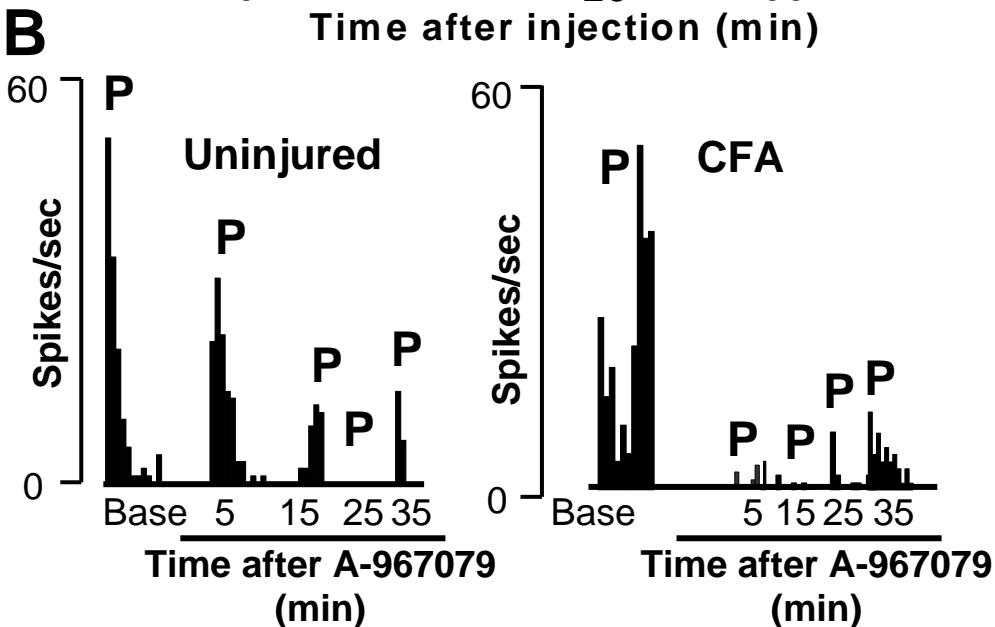 Time after injection (min)
B
60
P
Uninjured
P
P
P
P
Spikes/sec
0
Base 5 15 25 35
Time after A-967079
(min)
60
P
CFA
P
P
P
P
Spikes/sec
0
Base 5 15 25 35
Time after A-967079
(min)